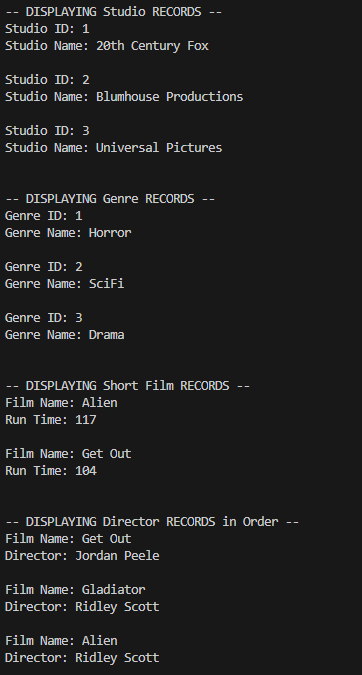 -- DISPLAYING Studio RECORDS --
Studio ID: 1
Studio Name: 20th Century Fox
Studio ID: 2
Studio Name: Blumhouse Productions
Studio ID: 3
Studio Name: Universal Pictures
-- DISPLAYING Genre RECORDS --
Genre ID: 1
Genre Name: Horror
Genre ID: 2
Genre Name: SciFi
Genre ID: 3
Genre Name: Drama
-- DISPLAYING Short Film RECORDS --
Film Name: Alien
Run Time: 117
Film Name: Get Out
Run Time: 104
-- DISPLAYING Director RECORDS in Order --
Film Name: Get Out
Director: Jordan Peele
Film Name: Gladiator
Director: Ridley Scott
Film Name: Alien
Director: Ridley Scott